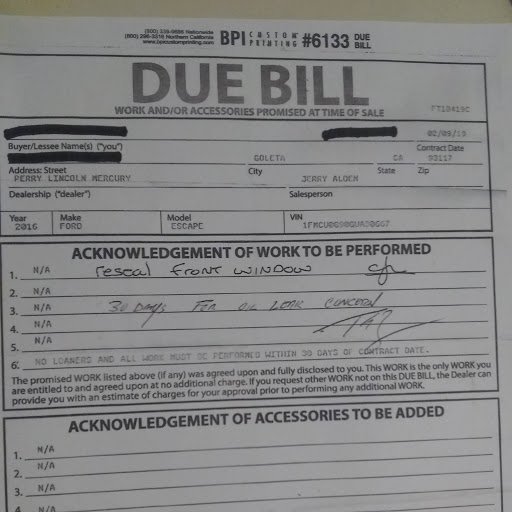 (800) 339-0686 Nationwide
(800) 296-3316 Northern California
www.bpicustomprinting.com
BPI CUSTOM PRINTING #6133 DUE BILL
DUE BILL
WORK AND/OR ACCESSORIES PROMISED AT TIME OF SALE
02/09/19
Buyer/Lessee Name(s) ("you") Contract Date
GOLETA CA 93117
Address: Street City State Zip
PERRY LINCOLN MERCURY JERRY ALDEN
Dealership ("dealer") Salesperson
Year Make Model VIN
2016 FORD ESCAPE
ACKNOWLEDGEMENT OF WORK TO BE PERFORMED
1. N/A reseal FRONT WINDOW
2. N/A
3. N/A 30 DAYS FOR OIL LEAK CONCERN
4. N/A
5. N/A
6. NO LOANERS AND ALL WORK MUST BE PERFORMED WITHIN 30 DAYS OF CONTRACT DATE.
The promised WORK listed above (if any) was agreed upon and fully disclosed to you. This WORK is the only WORK you
are entitled to and agreed upon at no additional charge. If you request other WORK not on this DUE BILL, the Dealer can
provide you with an estimate of charges for your approval prior to performing any additional WORK.
ACKNOWLEDGEMENT OF ACCESSORIES TO BE ADDED
1. N/A
2. N/A
3. N/A
4 N/A